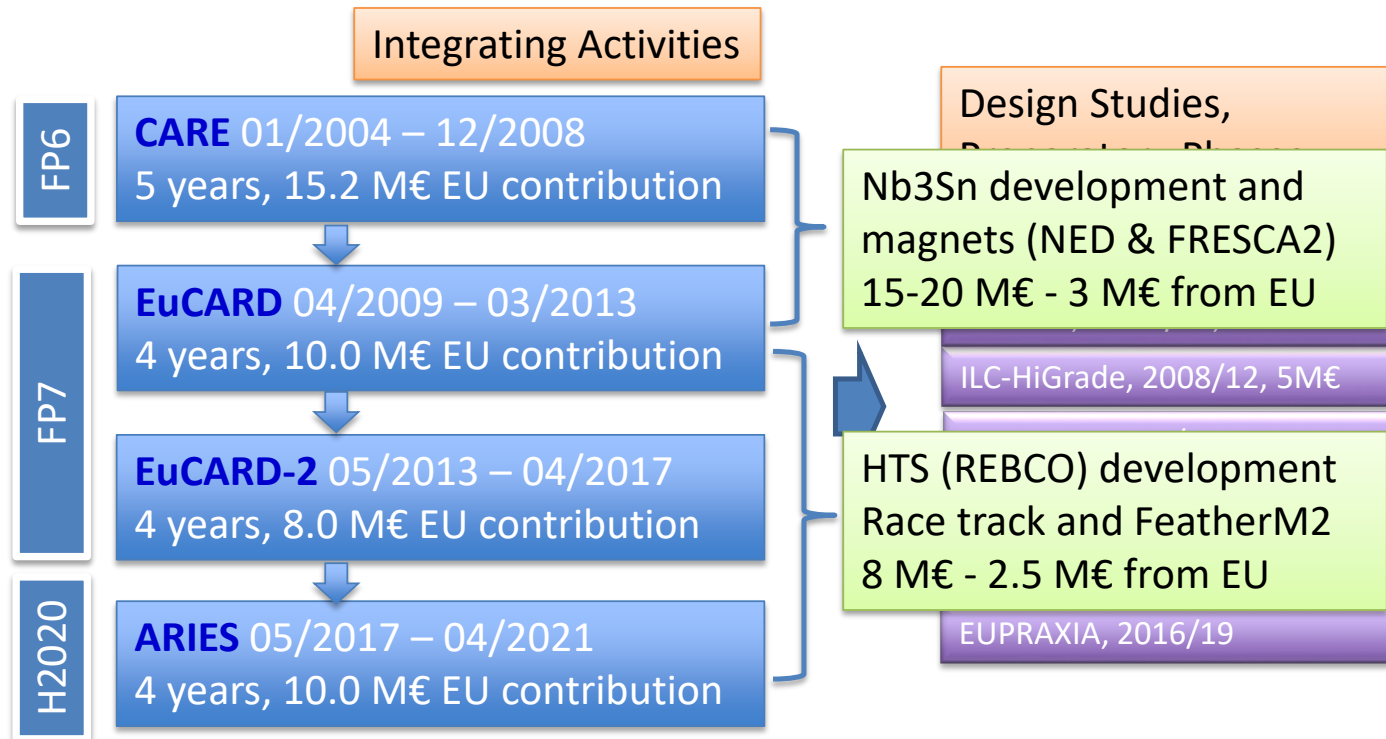 Integrating Activities
FP6
CARE 01/2004 – 12/2008
5 years, 15.2 M€ EU contribution
FP7
EuCARD 04/2009 – 03/2013
4 years, 10.0 M€ EU contribution
EuCARD-2 05/2013 – 04/2017
4 years, 8.0 M€ EU contribution
H2020
ARIES 05/2017 – 04/2021
4 years, 10.0 M€ EU contribution
Design Studies,
Nb3Sn development and
magnets (NED & FRESCA2)
15-20 M€ - 3 M€ from EU
ILC-HiGrade, 2008/12, 5M€
HTS (REBCO) development
Race track and FeatherM2
8 M€ - 2.5 M€ from EU
EUPRAXIA, 2016/19